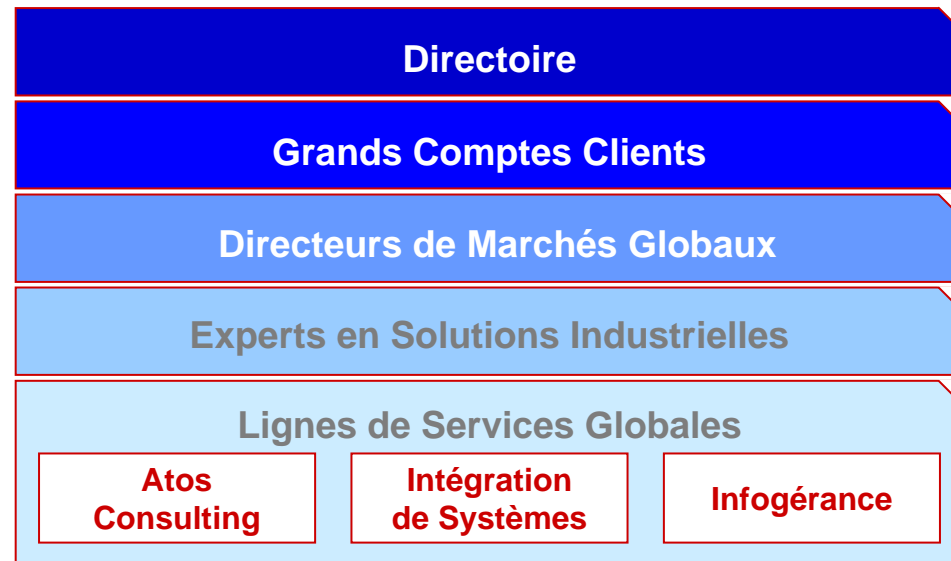 Directoire
Grands Comptes Clients
Directeurs de Marchés Globaux
Experts en Solutions Industrielles
Lignes de Services Globales
Atos
Consulting
Intégration
de Systèmes
Infogérance